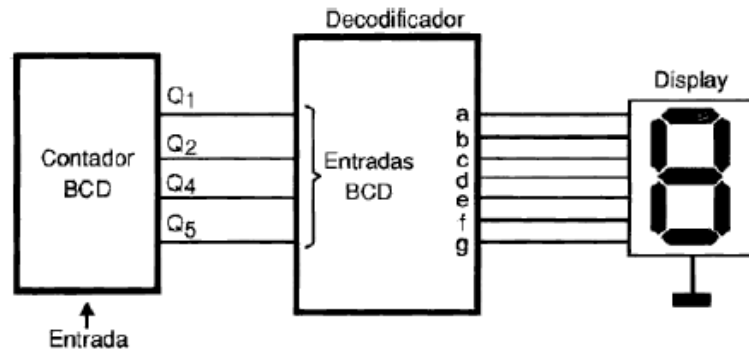 Decodificador
Contador
BCD
Entrada
Q1
Q2
Q4
Q5
Entradas
BCD
a
b
c
d
e
f
g
Display